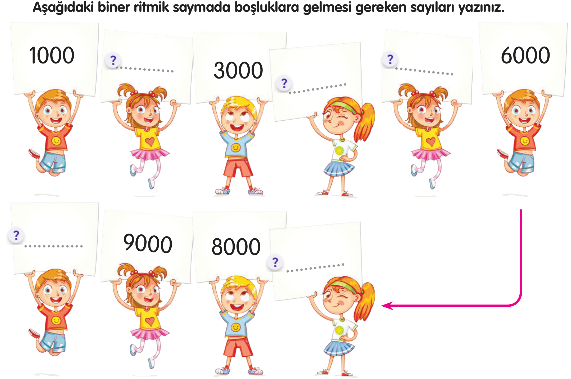 Aşağıdaki biner ritmik saymada boşluklara gelmesi gereken sayıları yazınız.
1000 ? .............. 3000 ? .............. ? .............. 6000
? .............. 9000 8000 ? ..............